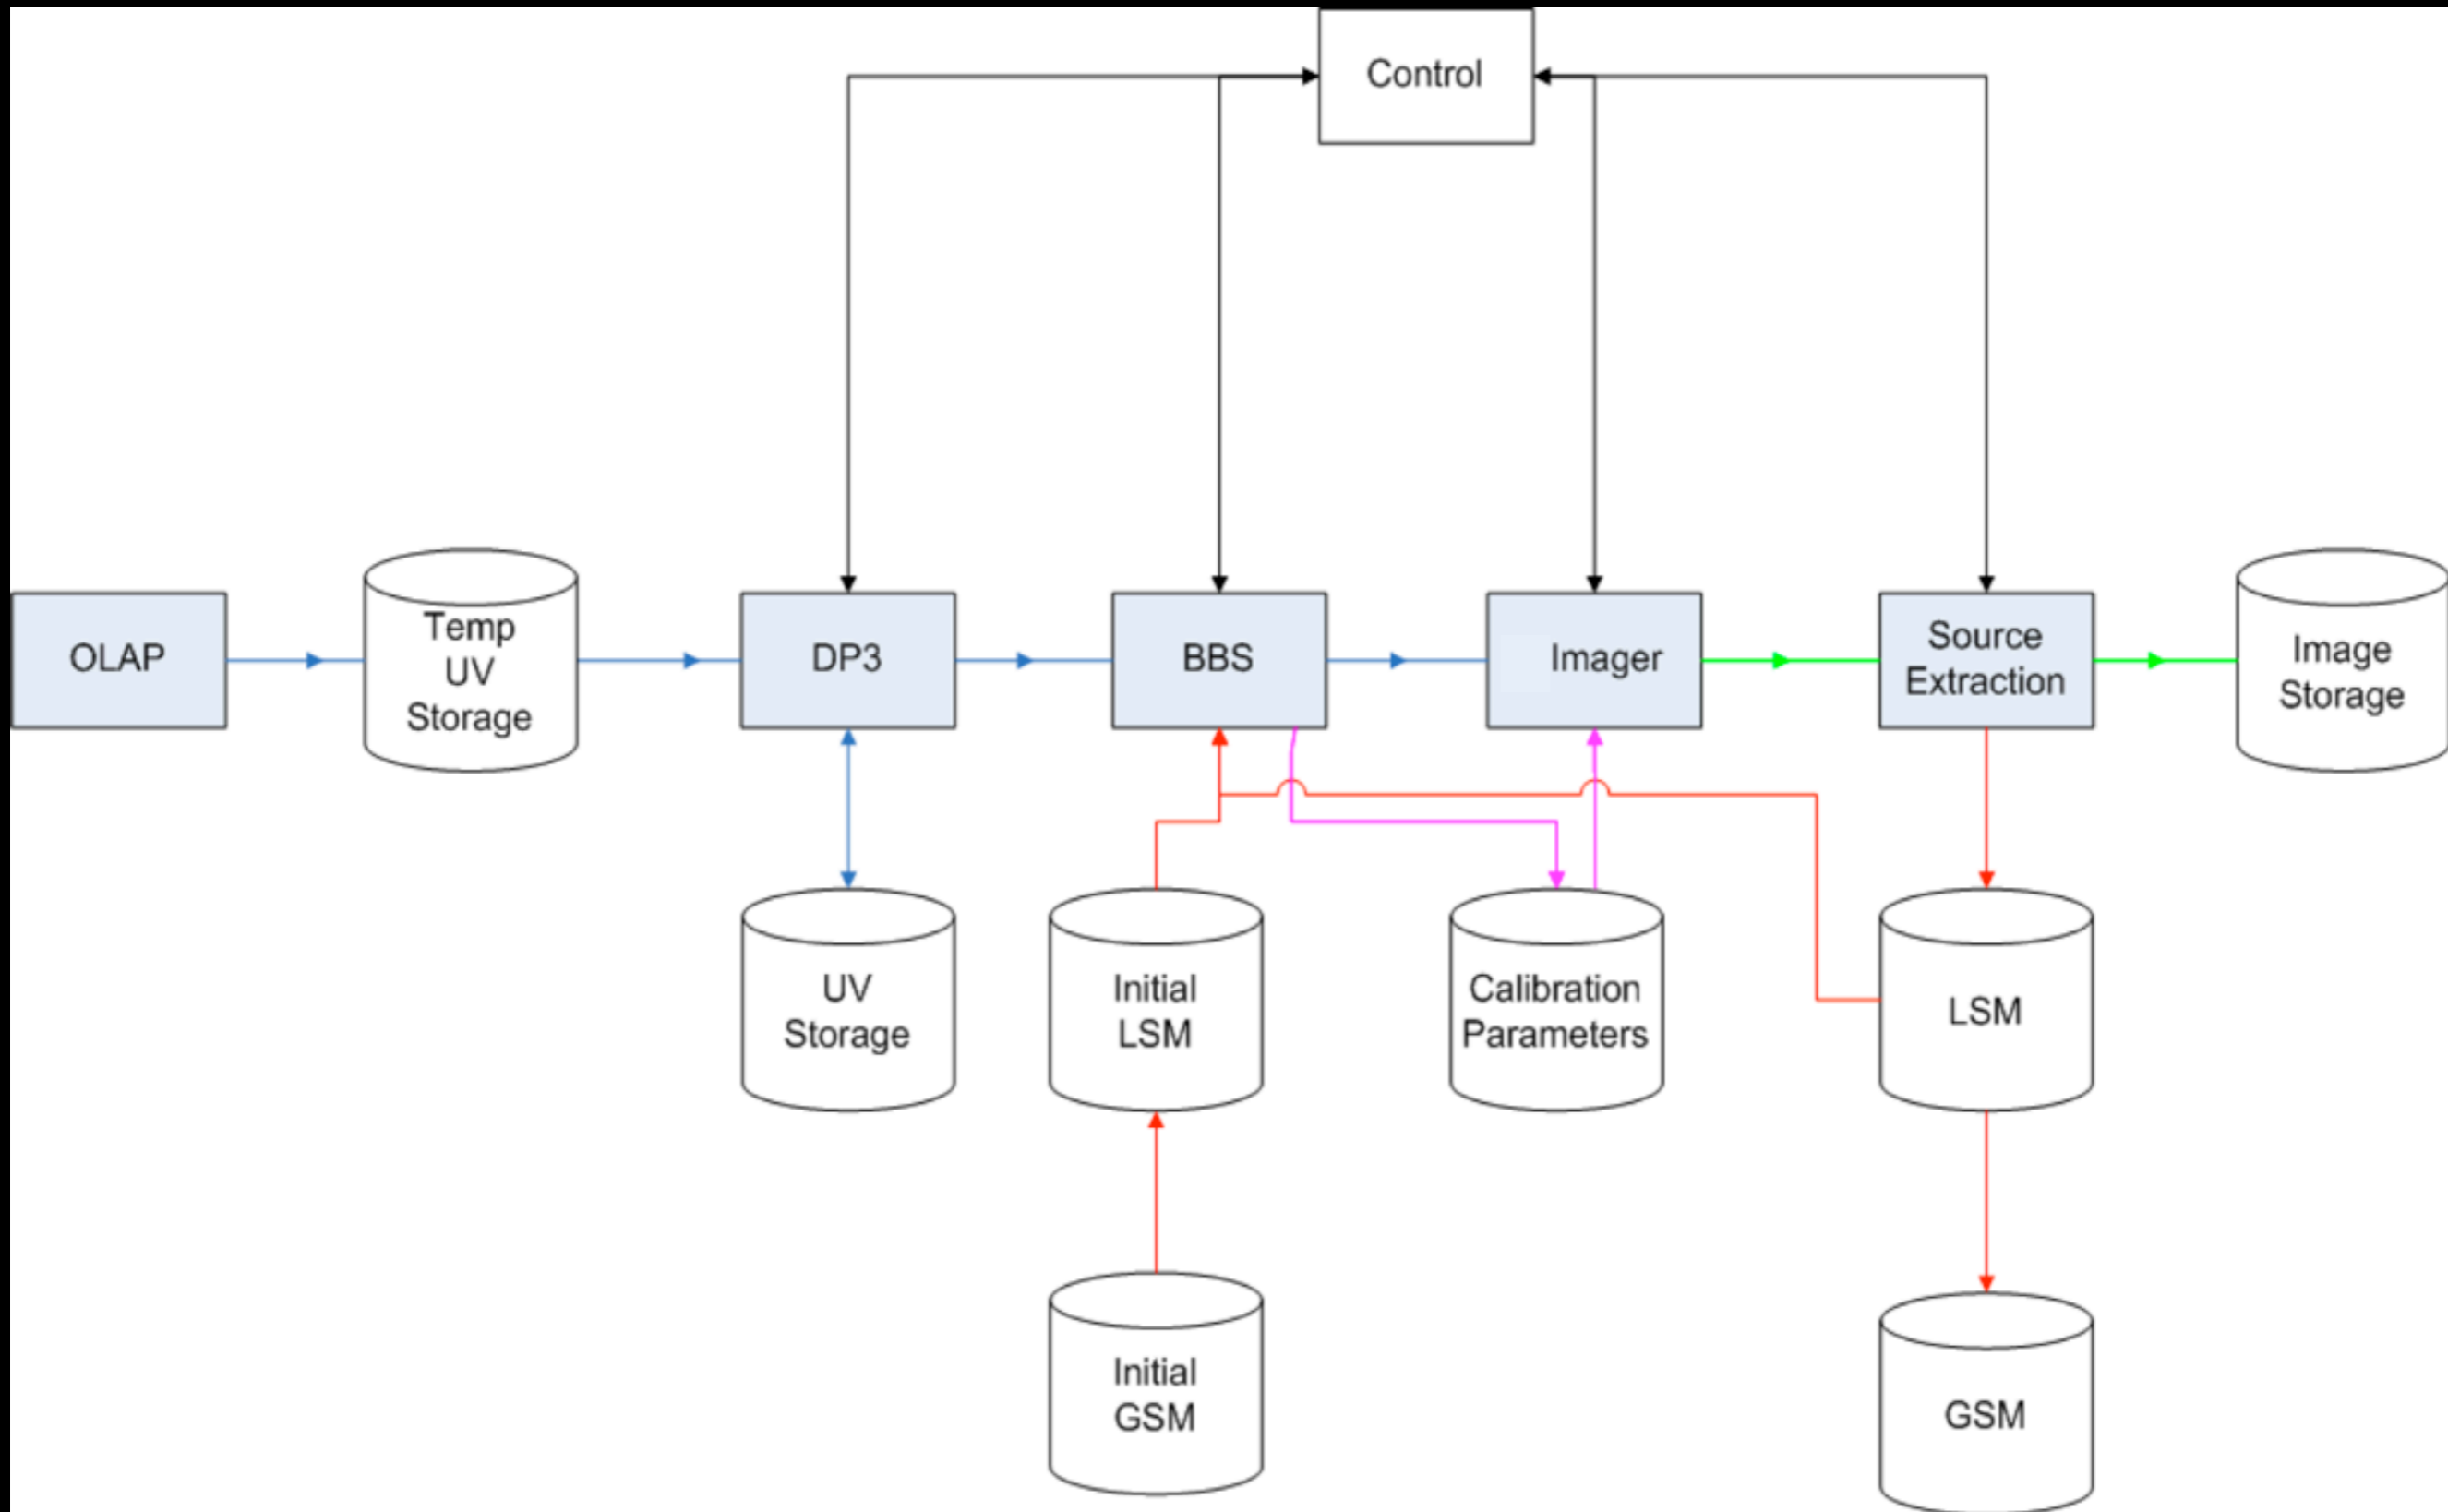 Control
OLAP
Temp
UV
Storage
DP3
BBS
Imager
Source
Extraction
Image
Storage
UV
Storage
Initial
LSM
Calibration
Parameters
LSM
Initial
GSM
GSM